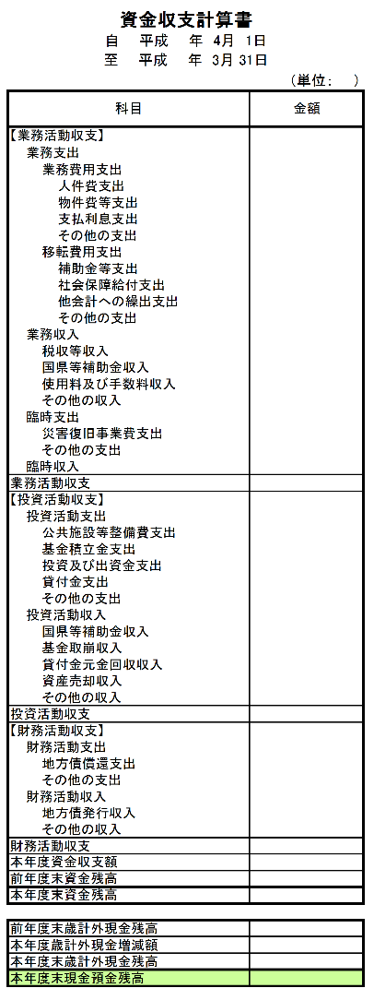 資金収支計算書
自　平成　年 4月 1日
至　平成　年 3月31日
（単位：　）
科目　金額
【業務活動収支】
業務支出
業務費用支出
人件費支出
物件費等支出
支払利息支出
その他の支出
移転費用支出
補助金等支出
社会保障給付支出
他会計への繰出支出
その他の支出
業務収入
税収等収入
国県等補助金収入
使用料及び手数料収入
その他の収入
臨時支出
災害復旧事業費支出
その他の支出
臨時収入
業務活動収支
【投資活動収支】
投資活動支出
公共施設等整備費支出
基金積立金支出
投資及び出資金支出
貸付金支出
その他の支出
投資活動収入
国県等補助金収入
基金取崩収入
貸付金元金回収収入
資産売却収入
その他の収入
投資活動収支
【財務活動収支】
財務活動支出
地方債償還支出
その他の支出
財務活動収入
地方債発行収入
その他の収入
財務活動収支
本年度資金収支額
前年度末資金残高
本年度末資金残高
前年度末歳計外現金残高
本年度歳計外現金増減額
本年度末歳計外現金残高
本年度末現金預金残高